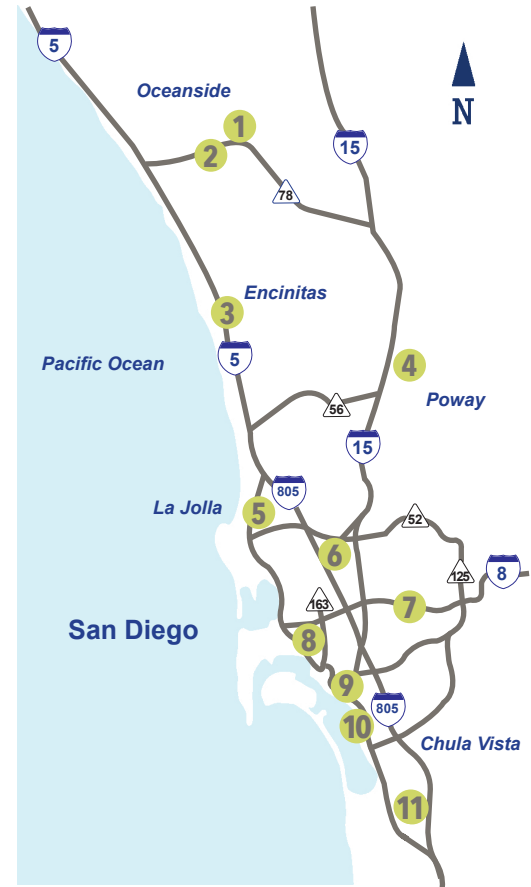 5
Oceanside
N
1
15
2
78
Encinitas
3
5
Pacific Ocean
4
56
Poway
15
805
La Jolla
5
52
6
8
125
163
7
San Diego
8
9
805
10
Chula Vista
11